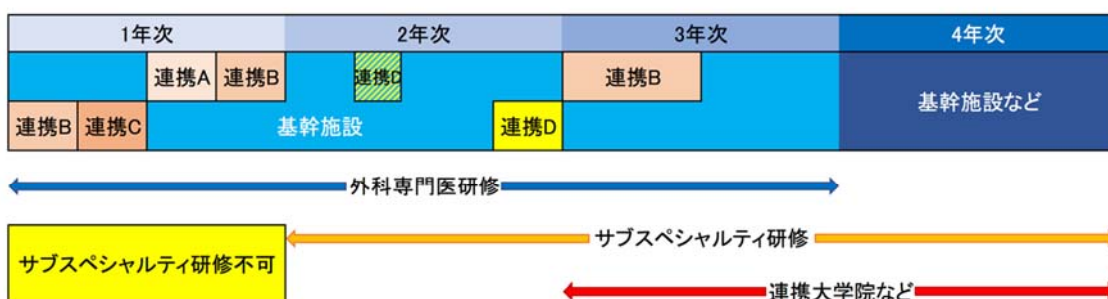 1年次
2年次
3年次
4年次
連携A
連携B
連携D
連携B
連携B
連携C
基幹施設
連携D
基幹施設など
外科専門医研修
サブスペシャルティ研修
サブスペシャルティ研修不可
連携大学院など